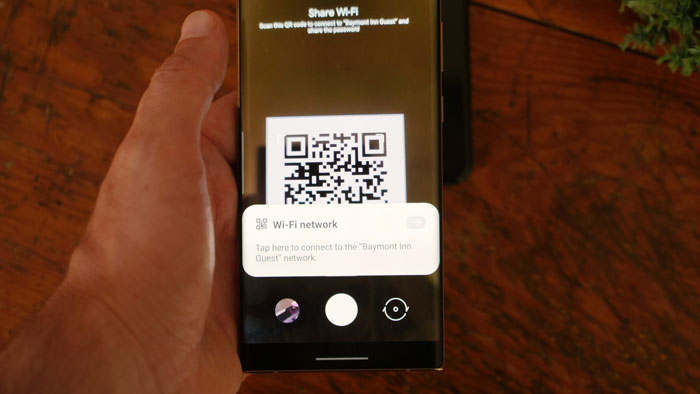 Share Wi-Fi
Scan this QR code to connect to "Baymont Inn Guest" and
share the password
Wi-Fi network
Tap here to connect to the "Baymont Inn
Guest" network.